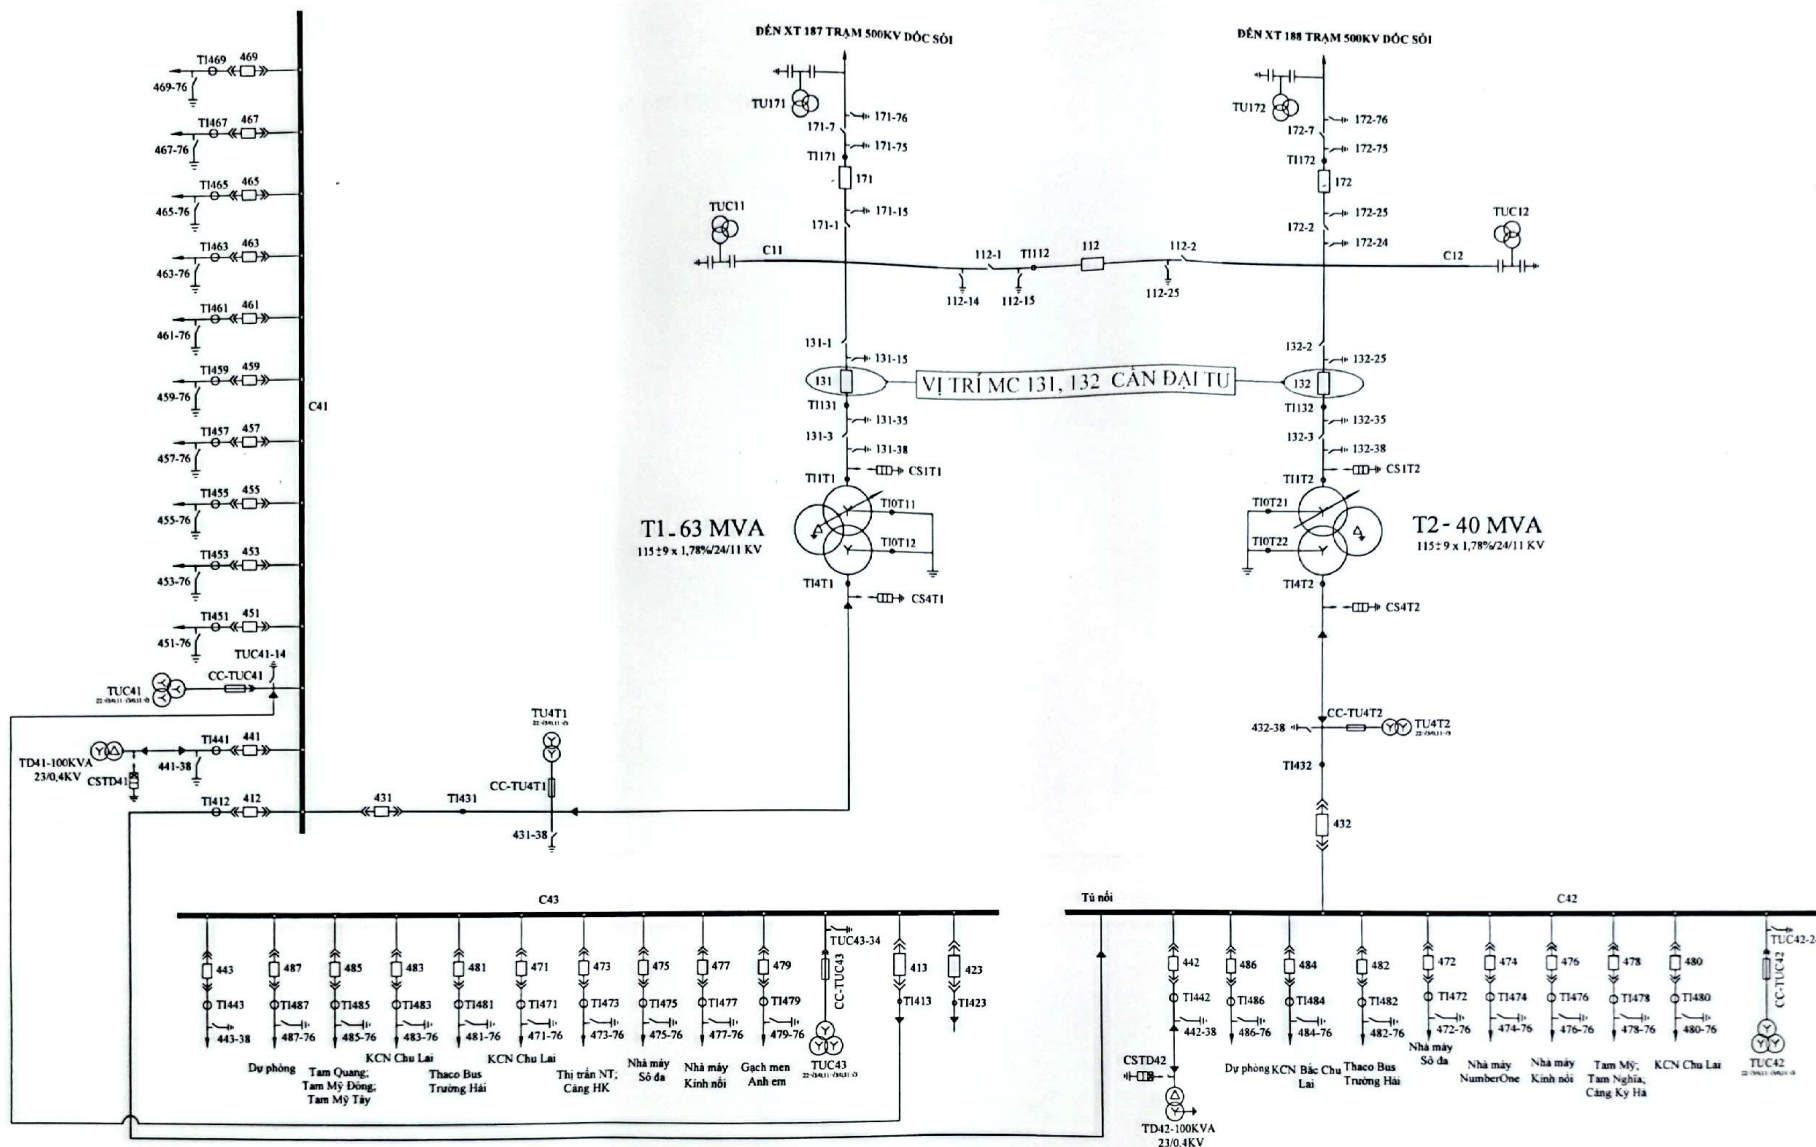 ĐẾN XT 187 TRẠM 500KV DỐC SỎI
ĐẾN XT 188 TRẠM 500KV DỐC SỎI
TI469 469
469-76
TI467 467
467-76
TI465 465
465-76
TI463 463
463-76
TI461 461
461-76
TI459 459
459-76
TI457 457
457-76
TI455 455
455-76
TI453 453
453-76
TI451 451
451-76
C41
TUC41-14
CC-TUC41
TUC41
TI441 441
TD41-100KVA
23/0,4KV
441-38
CSTD41
TI412 412
431
TI431
TU4T1
CC-TU4T1
431-38
TU171
171-76
171-7
171-75
TI171
171
171-15
171-1
TUC11
C11
112-1
TI112
112
112-2
112-14
112-15
112-25
TU172
172-76
172-7
172-75
TI172
172
172-25
172-2
172-24
TUC12
C12
131-1
131-15
131
VỊ TRÍ MC 131, 132 CẦN ĐẠI TU
TI131
131-35
131-3
131-38
CS1T1
TI1T1
TI0T11
T1-63 MVA
115±9 x 1,78%/24/11 KV
TI0T12
TI4T1
CS4T1
132-2
132-25
132
TI132
132-35
132-3
132-38
CS1T2
TI1T2
TI0T21
T2-40 MVA
115±9 x 1,78%/24/11 KV
TI0T22
TI4T2
CS4T2
CC-TU4T2
432-38
TU4T2
TI432
432
C43
443
TI443
443-38
487
TI487
487-76
Dự phòng
485
TI485
485-76
Tam Quang;
Tam Mỹ Đông;
Tam Mỹ Tây
483
TI483
483-76
KCN Chu Lai
481
TI481
481-76
Thaco Bus
Trường Hải
471
TI471
471-76
KCN Chu Lai
473
TI473
473-76
Thị trấn NT;
Cảng HK
475
TI475
475-76
Nhà máy
Sô đa
477
TI477
477-76
Nhà máy
Kính nổi
479
TI479
479-76
Gạch men
Anh em
TUC43-34
CC-TUC43
TUC43
413
TI413
423
TI423
Tủ nối
C42
442
TI442
442-38
CSTD42
TD42-100KVA
23/0.4KV
486
TI486
486-76
Dự phòng
484
TI484
484-76
KCN Bắc Chu
Lai
482
TI482
482-76
Thaco Bus
Trường Hải
472
TI472
472-76
Nhà máy
Sô đa
474
TI474
474-76
Nhà máy
NumberOne
476
TI476
476-76
Nhà máy
Kính nổi
478
TI478
478-76
Tam Mỹ;
Tam Nghĩa;
Cảng Kỳ Hà
480
TI480
480-76
KCN Chu Lai
TUC42-2
CC-TUC42
TUC42